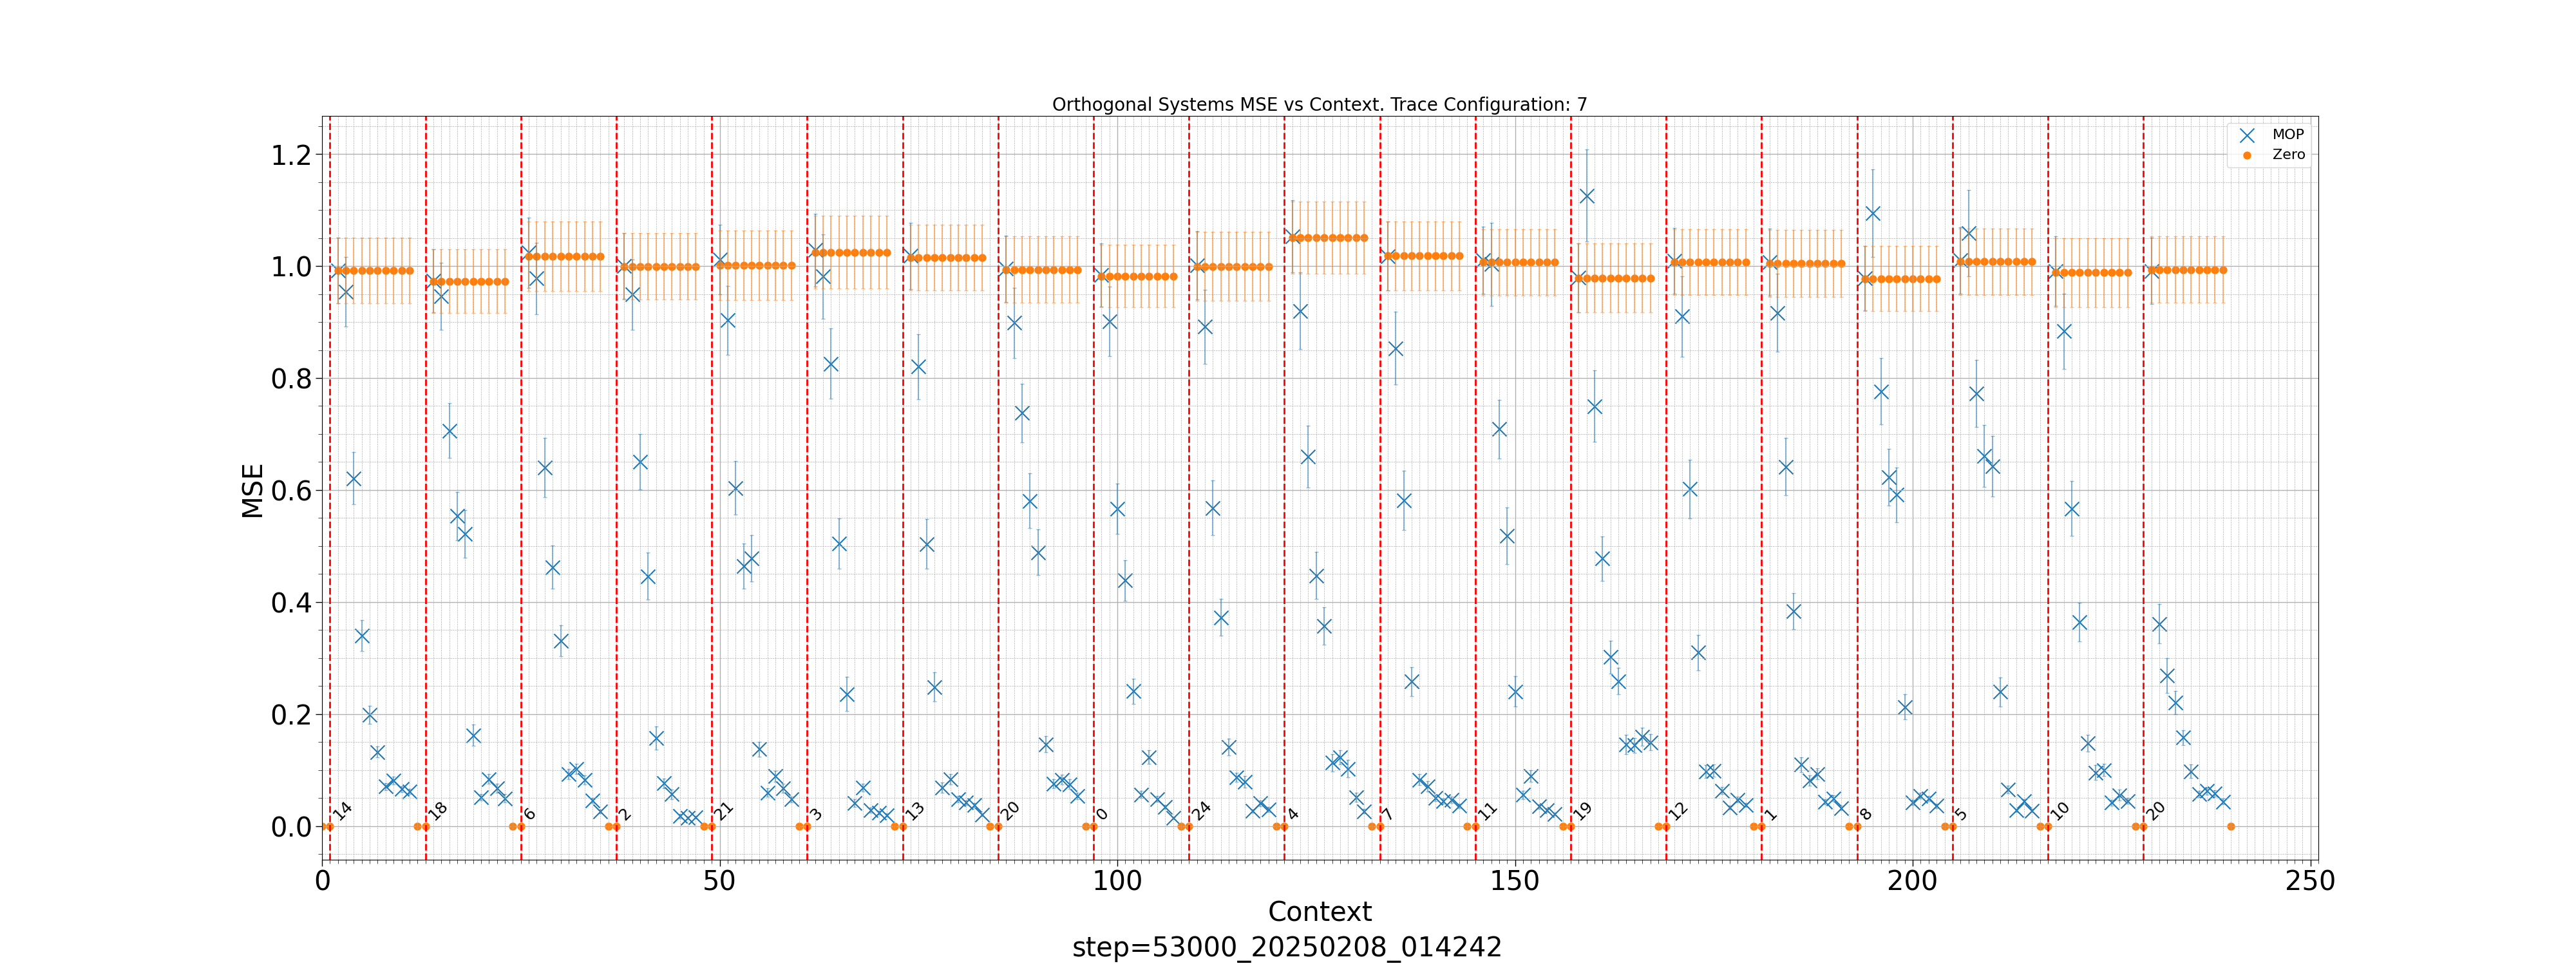 Orthogonal Systems MSE vs Context. Trace Configuration: 7
MOP
Zero
1.2
1.0
0.8
0.6
0.4
0.2
0.0
MSE
14 18 6 2 21 3 13 20 0 24 4 7 11 19 12 1 8 5 10 20
0 50 100 150 200 250
Context
step=53000_20250208_014242